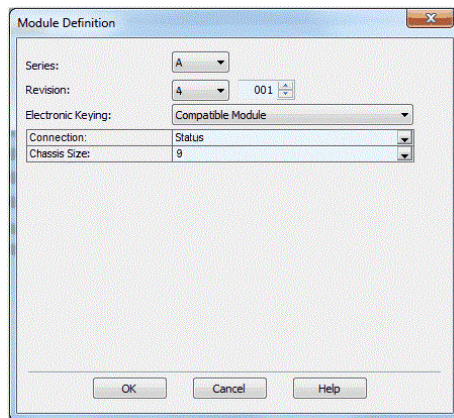 Module Definition
Series: A
Revision: 4 001
Electronic Keying: Compatible Module
Connection: Status
Chassis Size: 9
OK Cancel Help